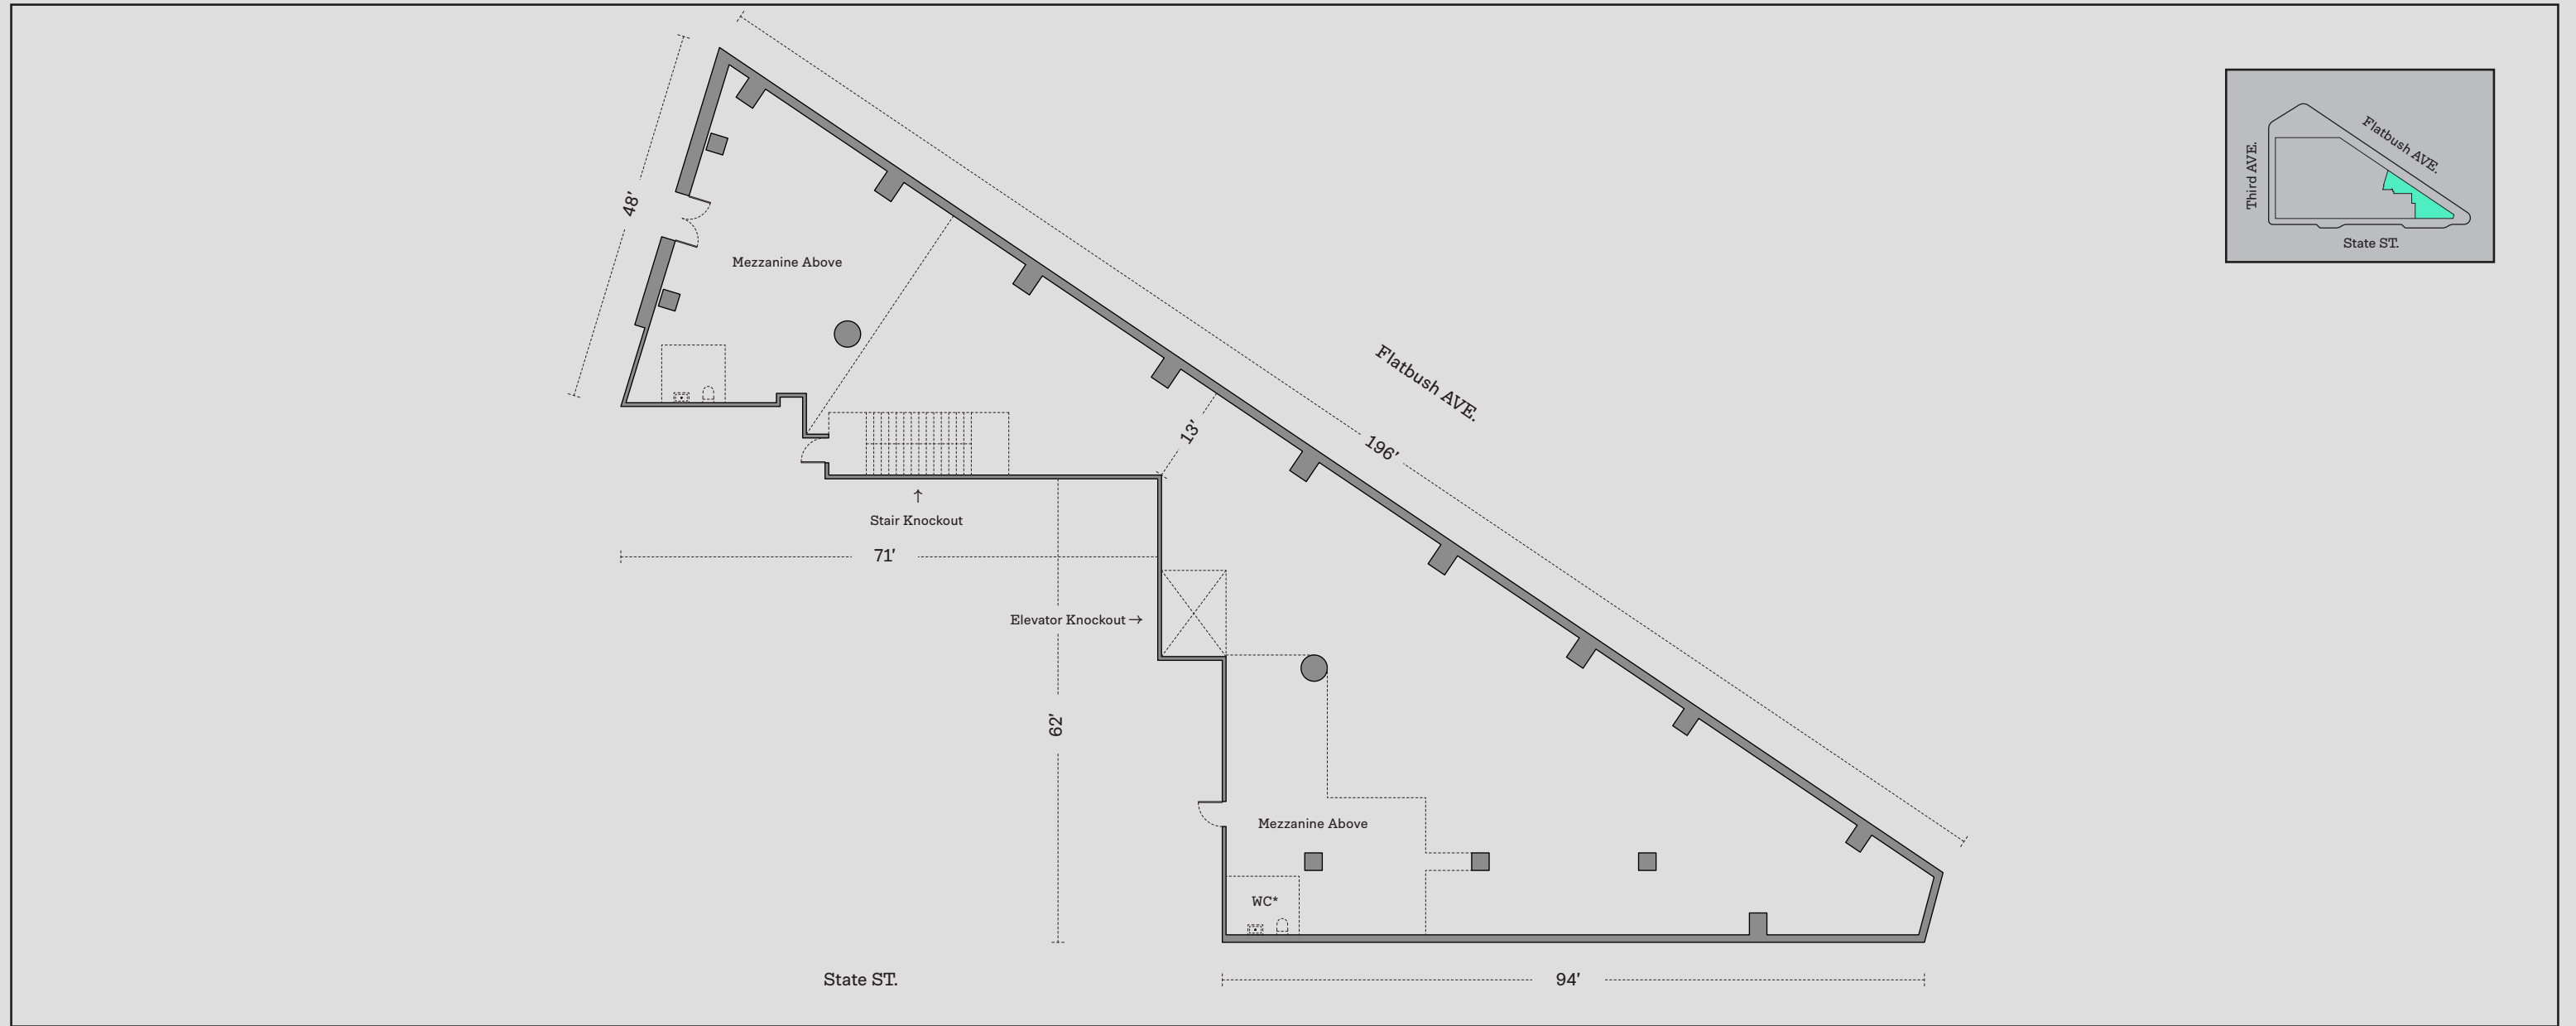 48′
Mezzanine Above
Flatbush AVE.
196′
13′
↑
Stair Knockout
71′
Elevator Knockout →
62′
Mezzanine Above
WC*
State ST.
94′
Third AVE.
Flatbush AVE.
State ST.